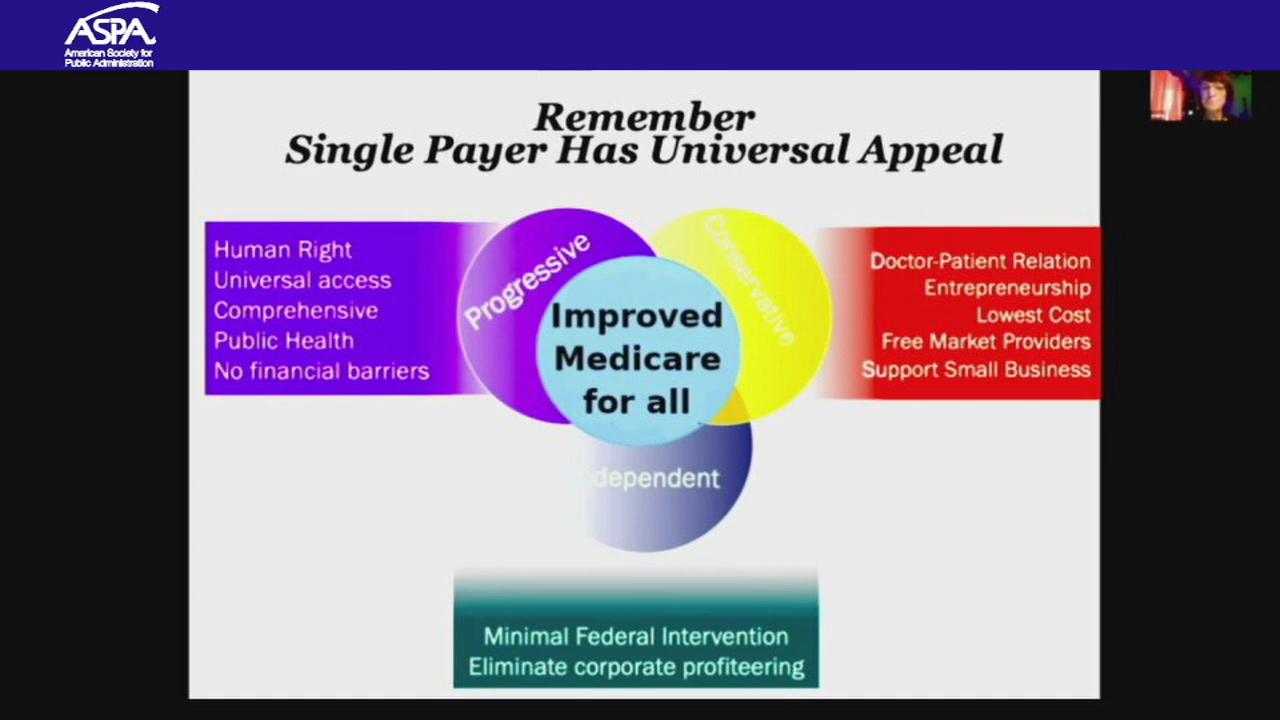 ASPA
American Society for
Public Administration
Remember
Single Payer Has Universal Appeal
Human Right
Universal access
Comprehensive
Public Health
No financial barriers
Progressive
Conservative
Improved
Medicare
for all
dependent
Doctor-Patient Relation
Entrepreneurship
Lowest Cost
Free Market Providers
Support Small Business
Minimal Federal Intervention
Eliminate corporate profiteering